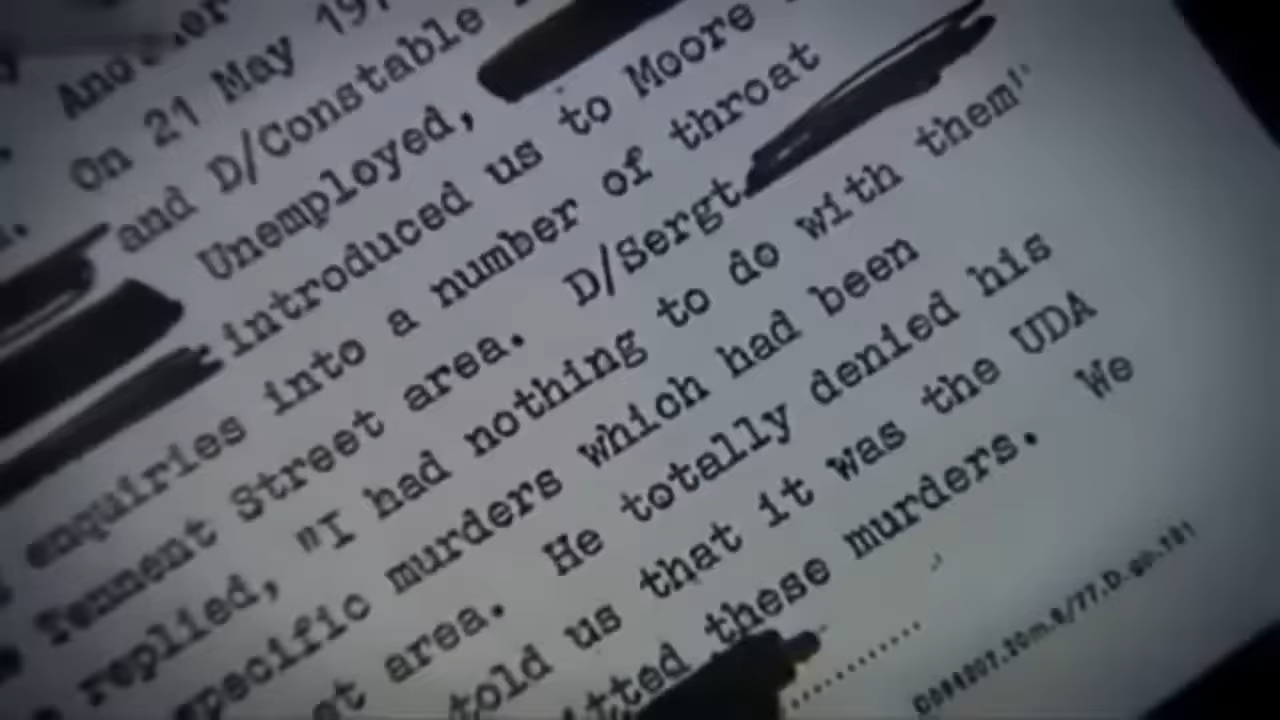 On 21 May 197
and D/Constable
Unemployed,
introduced us to Moore
enquiries into a number of throat
Tennent Street area. D/Sergt.
replied, "I had nothing to do with them"
specific murders which had been
area. He totally denied his
told us that it was the UDA
these murders. We